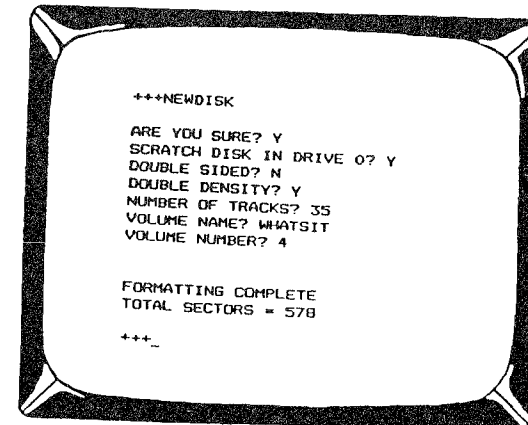 +++NEWDISK
ARE YOU SURE? Y
SCRATCH DISK IN DRIVE 0? Y
DOUBLE SIDED? N
DOUBLE DENSITY? Y
NUMBER OF TRACKS? 35
VOLUME NAME? WHATSIT
VOLUME NUMBER? 4
FORMATTING COMPLETE
TOTAL SECTORS = 578
+++_